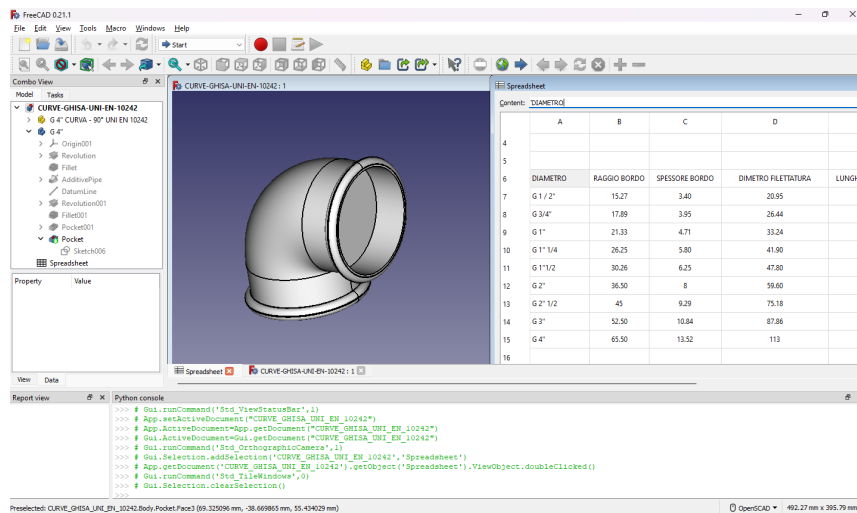 FreeCAD 0.21.1
File Edit View Tools Macro Windows Help
Start
Combo View
Model Tasks
CURVE-GHISA-UNI-EN-10242
G 4" CURVA - 90° UNI EN 10242
G 4"
Origin001
Revolution
Fillet
AdditivePipe
DatumLine
Revolution001
Fillet001
Pocket001
Pocket
Sketch006
Spreadsheet
Property Value
View Data
CURVE-GHISA-UNI-EN-10242 : 1
Spreadsheet
Content: 'DIAMETRO
A B C D
4
5
6 DIAMETRO RAGGIO BORDO SPESSORE BORDO DIMETRO FILETTATURA LUNGH
7 G 1 / 2" 15.27 3.40 20.95
8 G 3/4" 17.89 3.95 26.44
9 G 1" 21.33 4.71 33.24
10 G 1" 1/4 26.25 5.80 41.90
11 G 1"1/2 30.26 6.25 47.80
12 G 2" 36.50 8 59.60
13 G 2" 1/2 45 9.29 75.18
14 G 3" 52.50 10.84 87.86
15 G 4" 65.50 13.52 113
16
Spreadsheet CURVE-GHISA-UNI-EN-10242 : 1
Report view
Python console
>>> # Gui.runCommand('Std_ViewStatusBar',1)
>>> # App.setActiveDocument("CURVE_GHISA_UNI_EN_10242")
>>> # App.ActiveDocument=App.getDocument("CURVE_GHISA_UNI_EN_10242")
>>> # Gui.ActiveDocument=Gui.getDocument("CURVE_GHISA_UNI_EN_10242")
>>> # Gui.runCommand('Std_OrthographicCamera',1)
>>> # Gui.Selection.addSelection('CURVE_GHISA_UNI_EN_10242','Spreadsheet')
>>> # App.getDocument('CURVE_GHISA_UNI_EN_10242').getObject('Spreadsheet').ViewObject.doubleClicked()
>>> # Gui.runCommand('Std_TileWindows',0)
>>> # Gui.Selection.clearSelection()
>>>
Preselected: CURVE_GHISA_UNI_EN_10242.Body.Pocket.Face3 (69.325096 mm, -38.669865 mm, 55.434029 mm)
OpenSCAD 492.27 mm x 395.79 mm